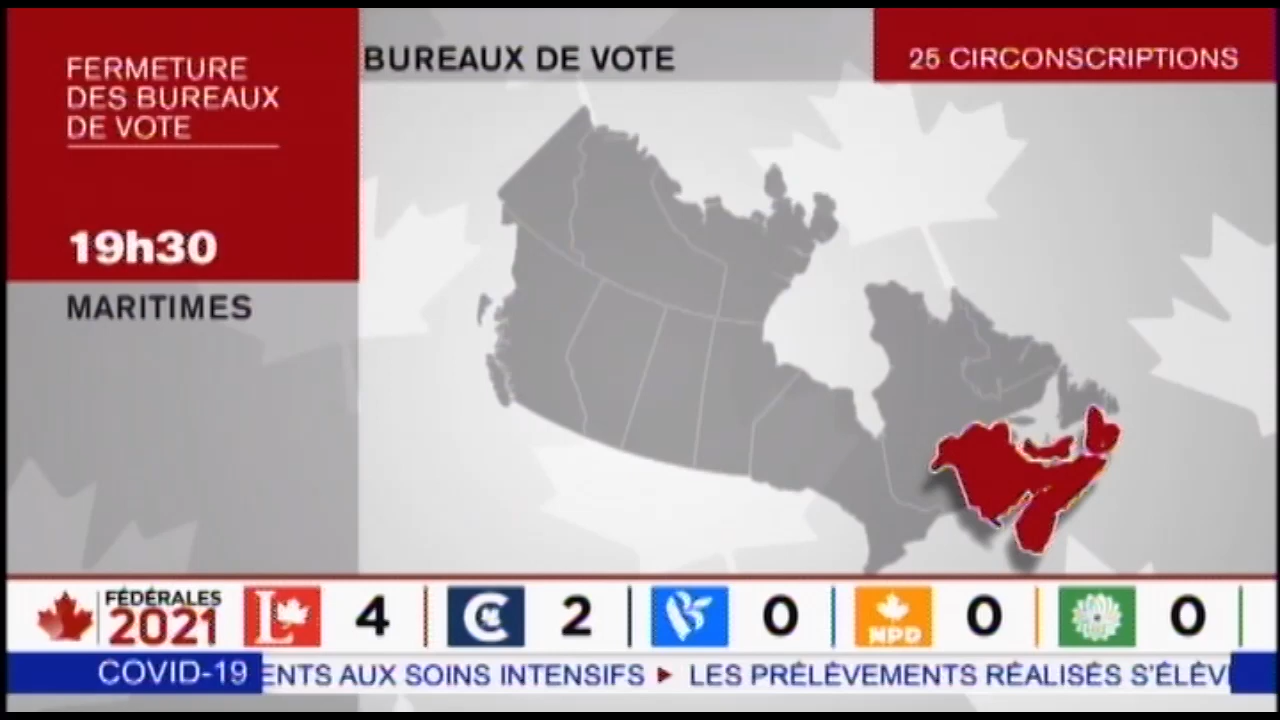 FERMETURE
DES BUREAUX
DE VOTE
19h30
MARITIMES
BUREAUX DE VOTE
25 CIRCONSCRIPTIONS
FÉDÉRALES
2021
L 4 C 2 0 NPD 0 0
COVID-19 ENTS AUX SOINS INTENSIFS ► LES PRÉLÈVEMENTS RÉALISÉS S'ÉLÈV